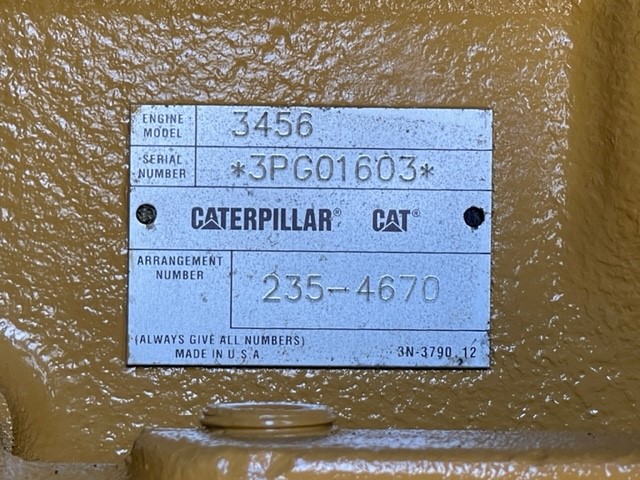 ENGINE MODEL 3456
SERIAL NUMBER *3PG01603*
CATERPILLAR® CAT®
ARRANGEMENT NUMBER
235-4670
(ALWAYS GIVE ALL NUMBERS)
MADE IN U.S.A. 3N-3790 12